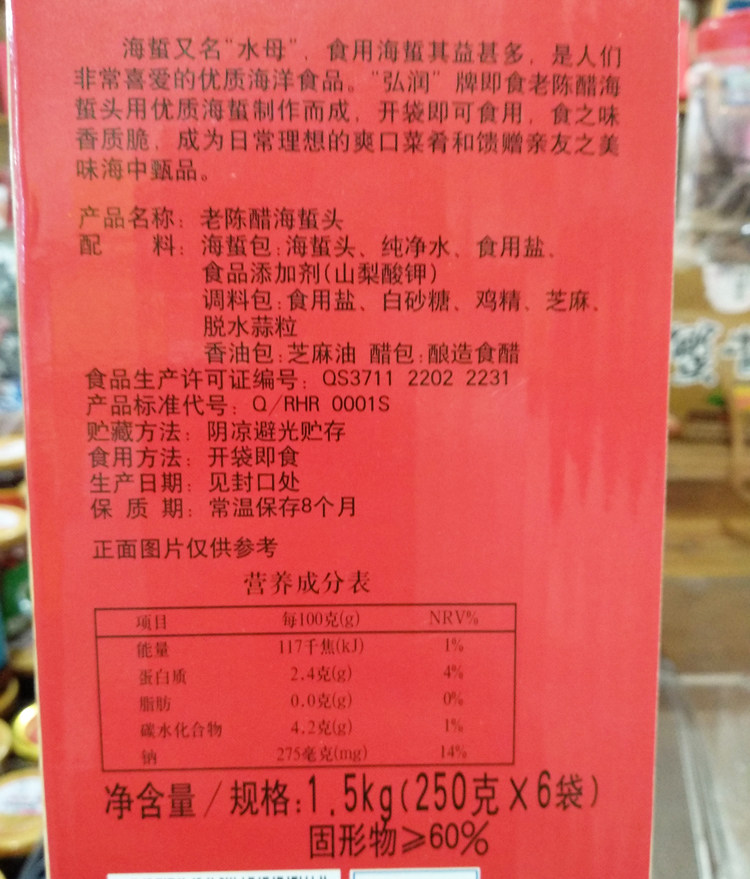 海蜇又名“水母”，食用海蜇其益甚多，是人们
非常喜爱的优质海洋食品。“弘润”牌即食老陈醋海
蜇头用优质海蜇制作而成，开袋即可食用，食之味
香质脆，成为日常理想的爽口菜肴和馈赠亲友之美
味海中甄品。
产品名称：老陈醋海蜇头
配 料：海蜇包:海蜇头、纯净水、食用盐、
食品添加剂(山梨酸钾)
调料包:食用盐、白砂糖、鸡精、芝麻、
脱水蒜粒
香油包:芝麻油 醋包:酿造食醋
食品生产许可证编号：QS3711 2202 2231
产品标准代号：Q/RHR 0001S
贮藏方法：阴凉避光贮存
食用方法：开袋即食
生产日期：见封口处
保 质 期：常温保存8个月
正面图片仅供参考
营养成分表
项目 每100克(g) NRV%
能量 117千焦(kJ) 1%
蛋白质 2.4克(g) 4%
脂肪 0.0克(g) 0%
碳水化合物 4.2克(g) 1%
钠 275毫克(mg) 14%
净含量/规格:1.5kg(250克X6袋)
固形物≥60%